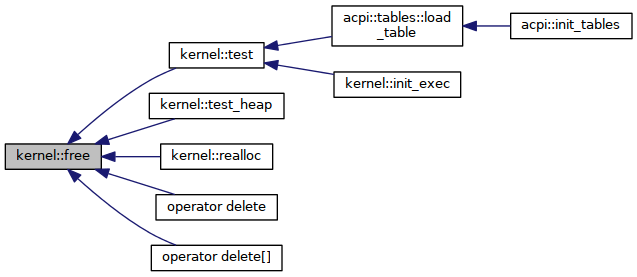 acpi::tables::load
_table
acpi::init_tables
kernel::test
kernel::init_exec
kernel::test_heap
kernel::free
kernel::realloc
operator delete
operator delete[]